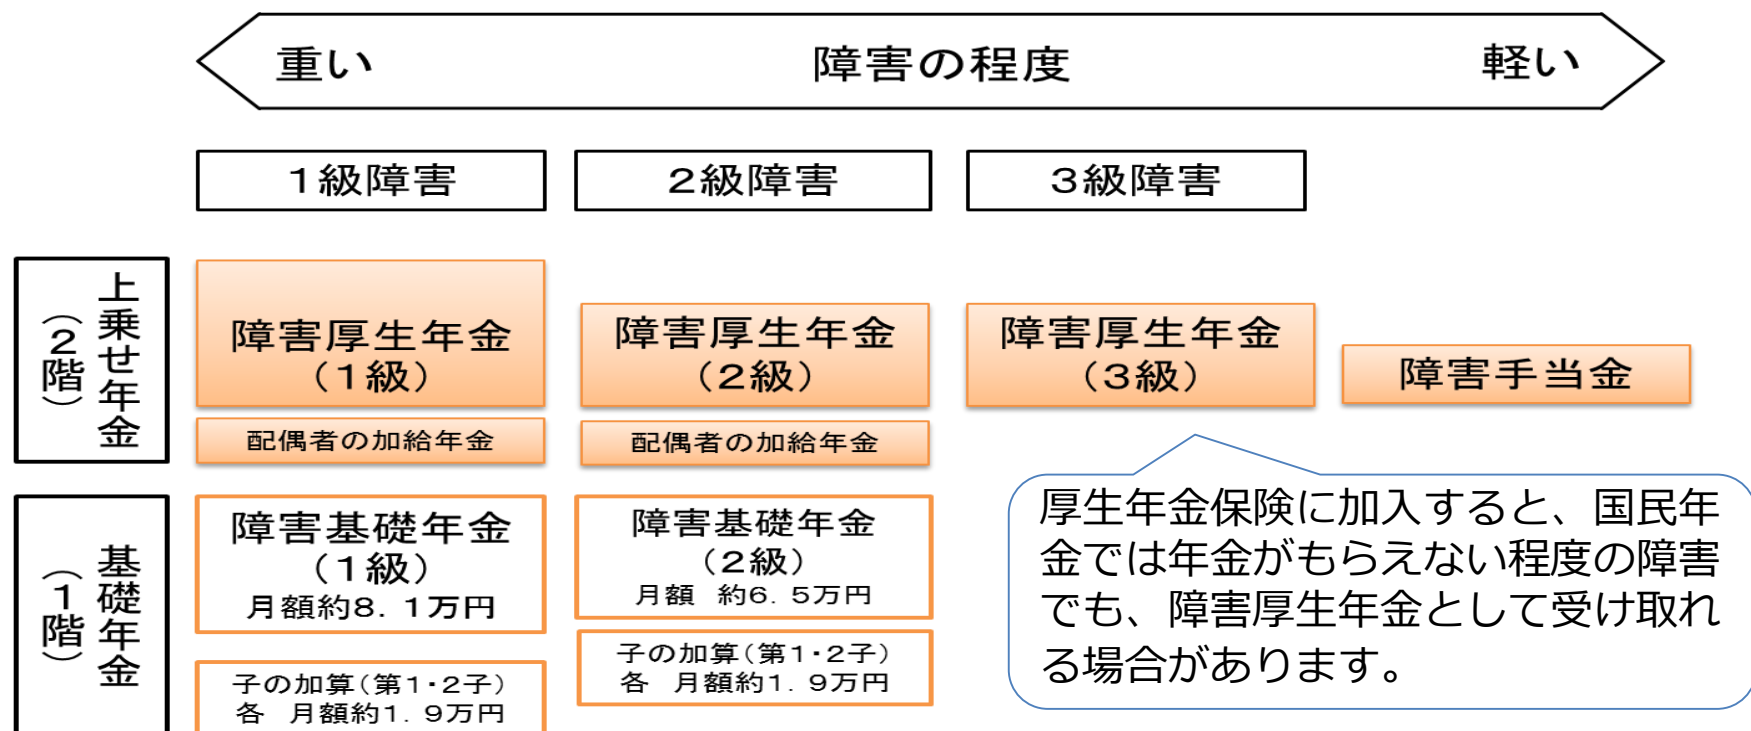 重い 障害の程度 軽い
1級障害 2級障害 3級障害
上乗せ年金
（2階）
障害厚生年金
（1級）
配偶者の加給年金
障害厚生年金
（2級）
配偶者の加給年金
障害厚生年金
（3級）
障害手当金
基礎年金
（1階）
障害基礎年金
（1級）
月額約8．1万円
子の加算（第1・2子）
各 月額約1．9万円
障害基礎年金
（2級）
月額 約6．5万円
子の加算（第1・2子）
各 月額約1．9万円
厚生年金保険に加入すると、国民年
金では年金がもらえない程度の障害
でも、障害厚生年金として受け取れ
る場合があります。